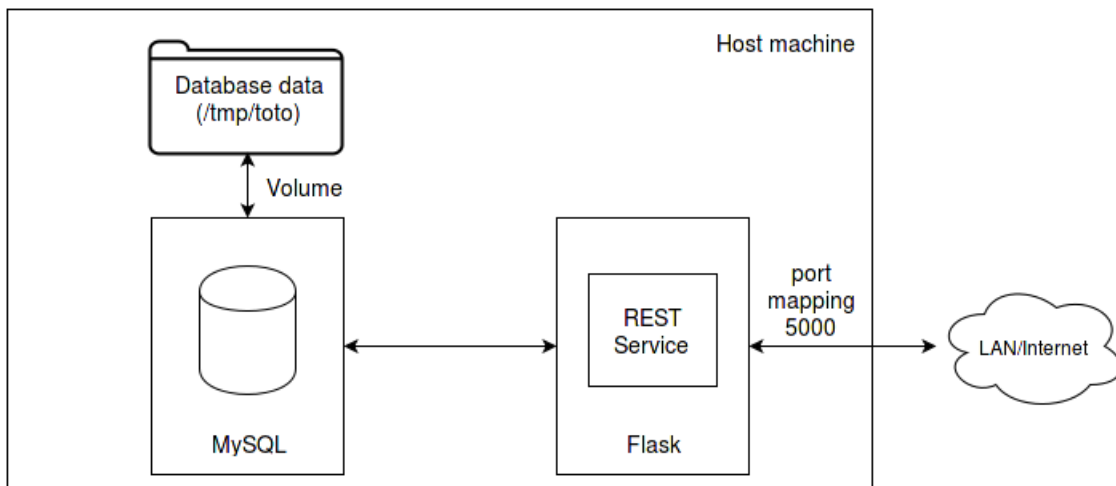 Host machine
Database data
(/tmp/toto)
Volume
port
mapping
5000
REST
Service
LAN/Internet
MySQL
Flask